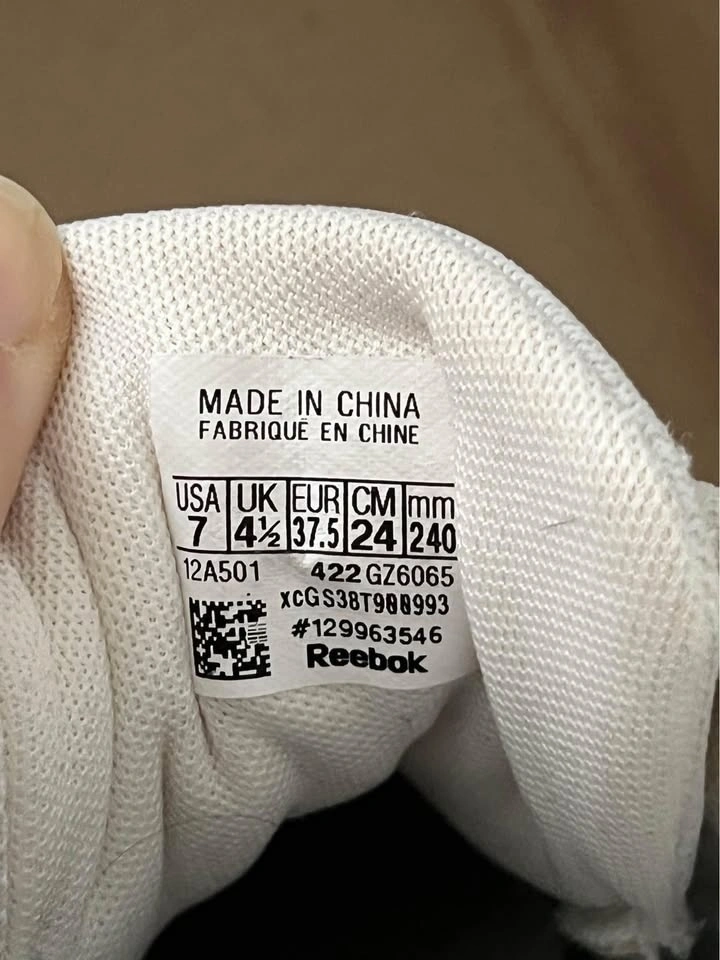 MADE IN CHINA
FABRIQUÉ EN CHINE
USA UK EUR CM mm
7 4½ 37.5 24 240
12A501 422 GZ6065
XCGS38T900993
#129963546
Reebok